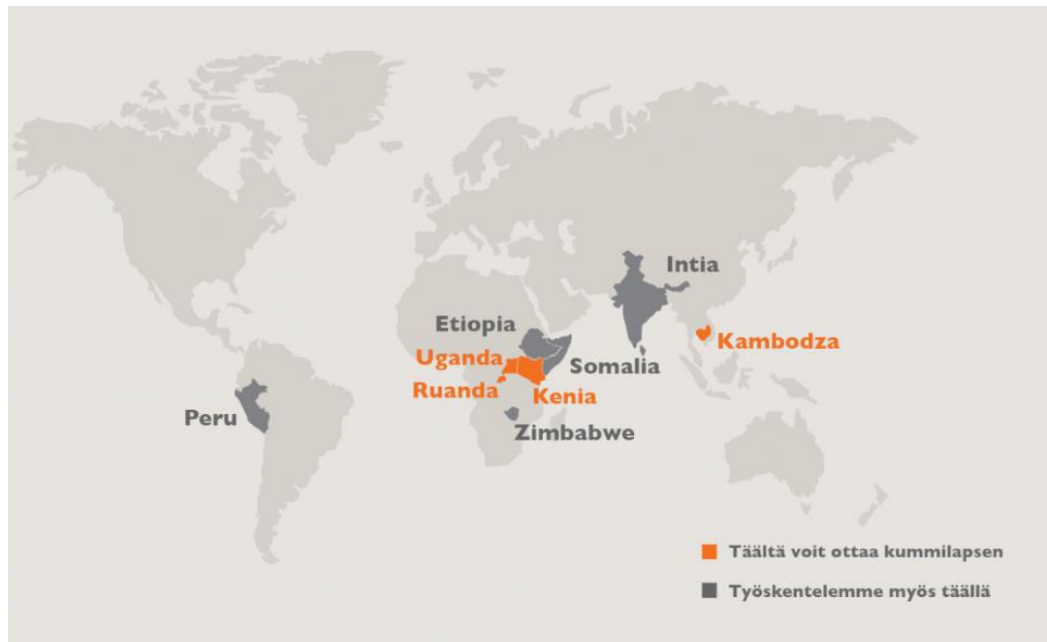 Intia
Etiopia
Kambodza
Uganda
Somalia
Ruanda
Kenia
Peru
Zimbabwe
Täältä voit ottaa kummilapsen
Työskentelemme myös täällä